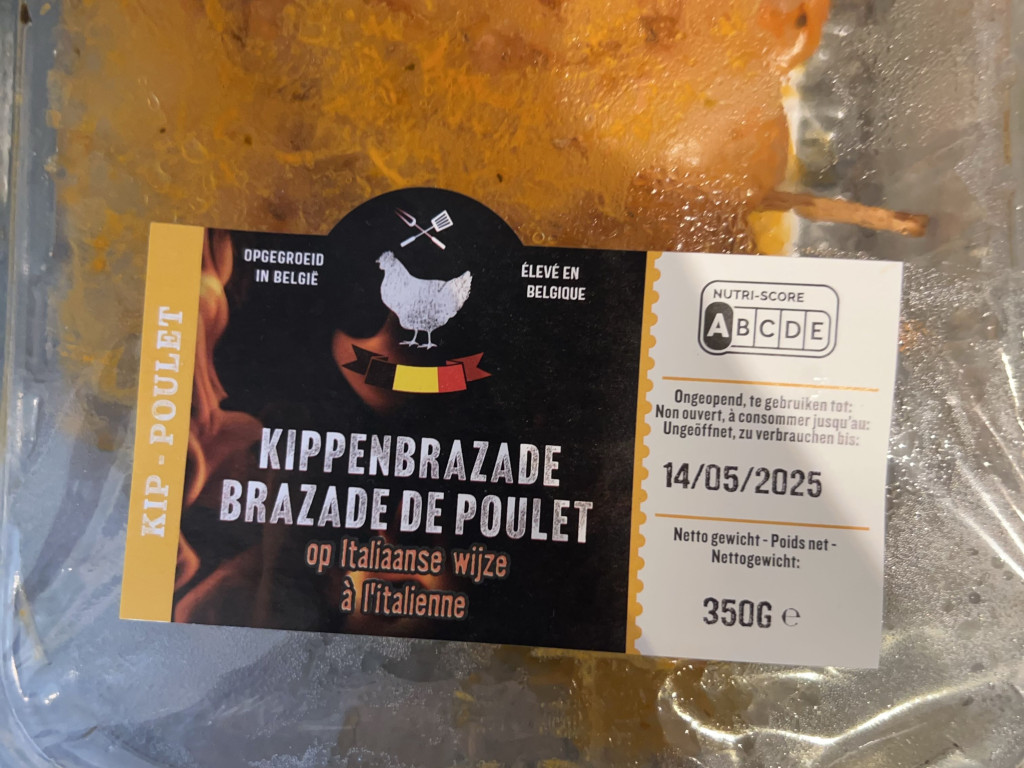 KIP - POULET
OPGEGROEID
IN BELGIË
ÉLEVÉ EN
BELGIQUE
KIPPENBRAZADE
BRAZADE DE POULET
op Italiaanse wijze
à l'italienne
NUTRI-SCORE
A B C D E
Ongeopend, te gebruiken tot:
Non ouvert, à consommer jusqu'au:
Ungeöffnet, zu verbrauchen bis:
14/05/2025
Netto gewicht - Poids net -
Nettogewicht:
350G ℮